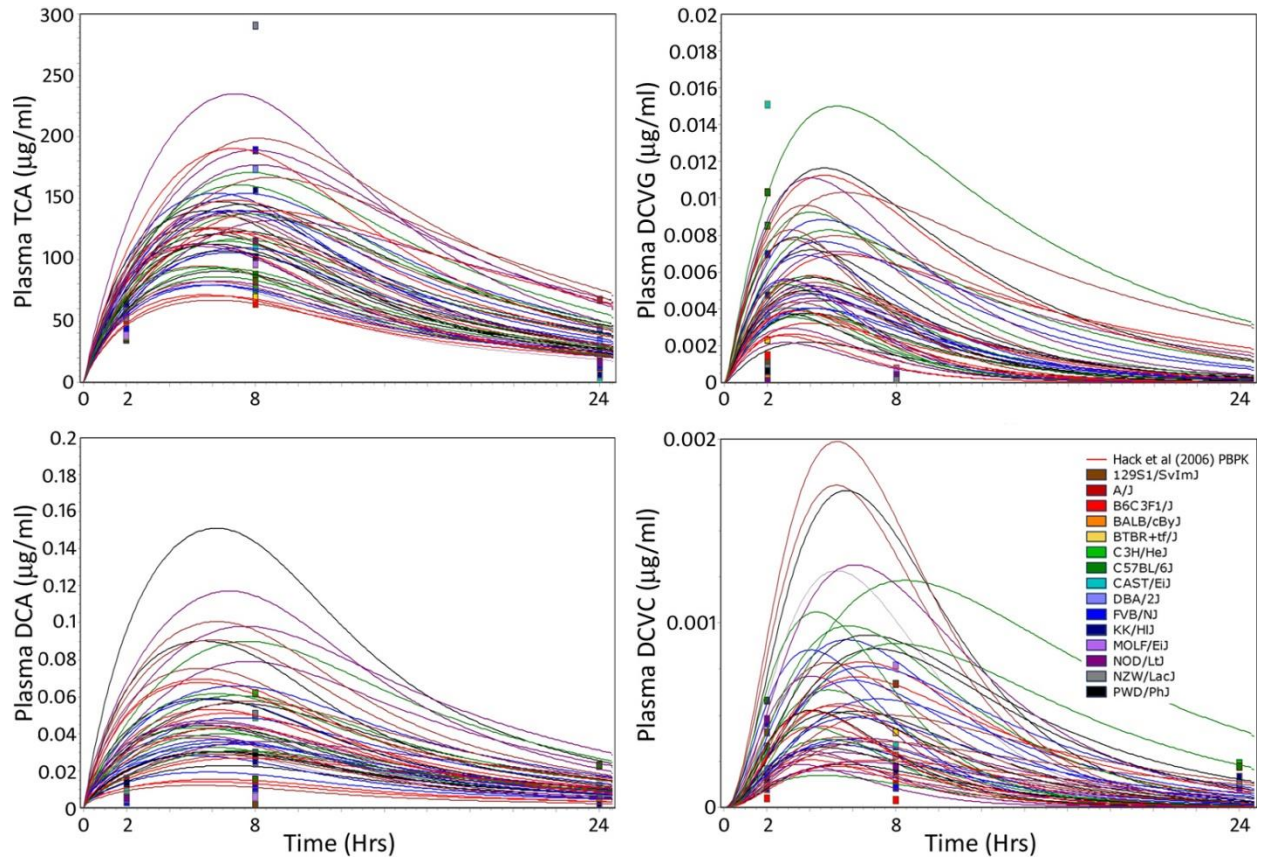 Plasma TCA (µg/ml)
300
250
200
150
100
50
0
0 2 8 24
Plasma DCVG (µg/ml)
0.02
0.018
0.016
0.014
0.012
0.01
0.008
0.006
0.004
0.002
0.000
0 2 8 24
Plasma DCA (µg/ml)
0.2
0.18
0.16
0.14
0.12
0.1
0.08
0.06
0.04
0.02
0
0 2 8 24
Time (Hrs)
Plasma DCVC (µg/ml)
0.002
0.001
0
0 2 8 24
Time (Hrs)
Hack et al (2006) PBPK
129S1/SvImJ
A/J
B6C3F1/J
BALB/cByJ
BTBR+tf/J
C3H/HeJ
C57BL/6J
CAST/EiJ
DBA/2J
FVB/NJ
KK/HlJ
MOLF/EiJ
NOD/LtJ
NZW/LacJ
PWD/PhJ